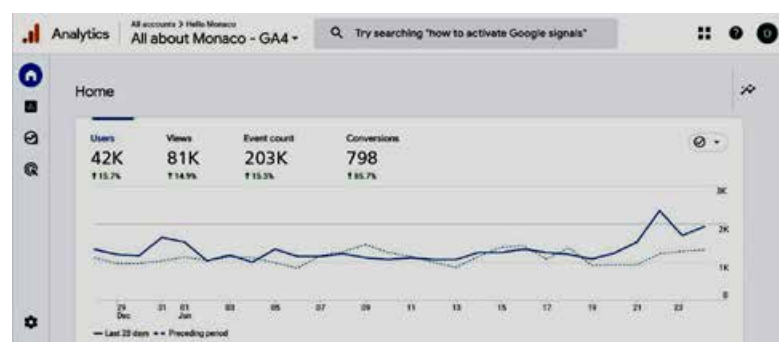 All accounts > Hello Monaco
Analytics
All about Monaco - GA4
Try searching "how to activate Google signals"
Home
Users Views Event count Conversions
42K 81K 203K 798
↑ 15.7% ↑ 14.9% ↑ 15.3% ↑ 85.7%
3K
2K
1K
0
29 31 01 03 05 07 09 11 13 15 17 19 21 23
Dec Jan
Last 28 days Preceding period